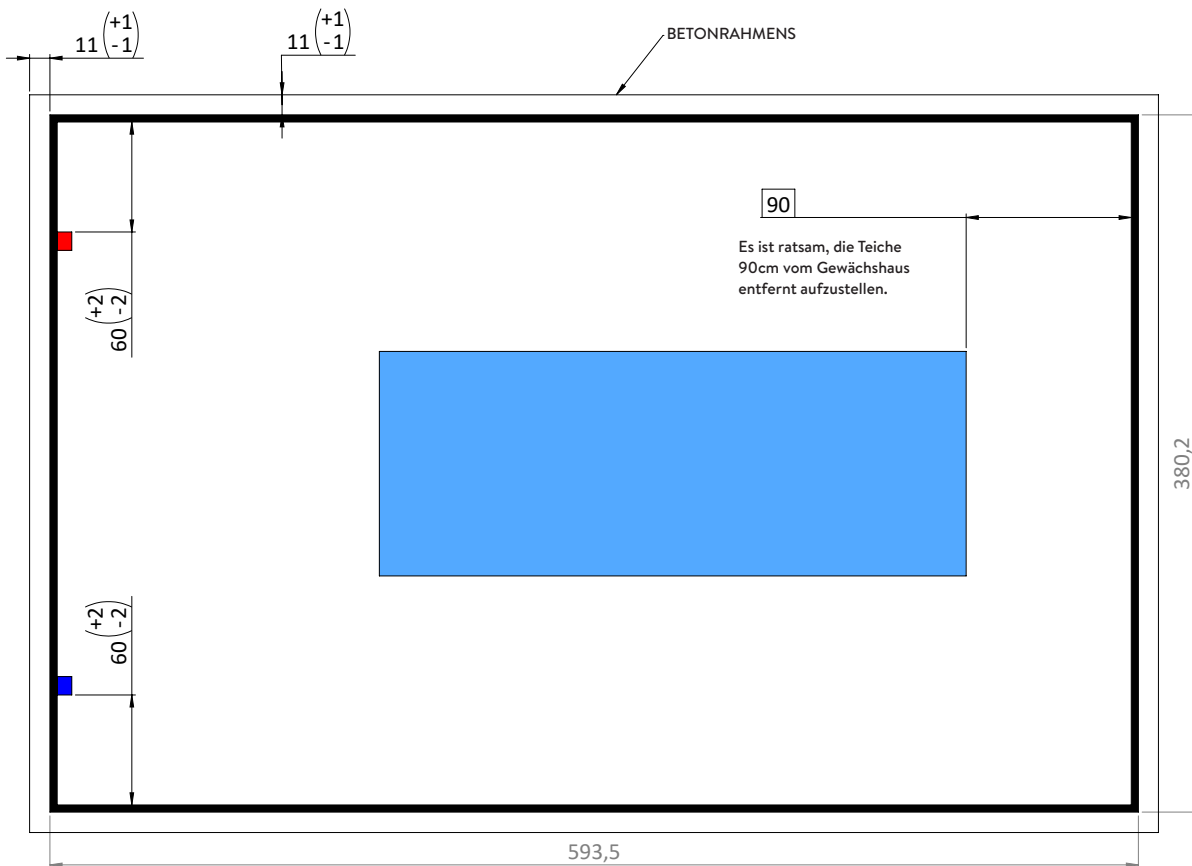 11 (+1
-1)
11 (+1
-1)
BETONRAHMENS
90
Es ist ratsam, die Teiche
90cm vom Gewächshaus
entfernt aufzustellen.
60 (+2
-2)
380,2
60 (+2
-2)
593,5